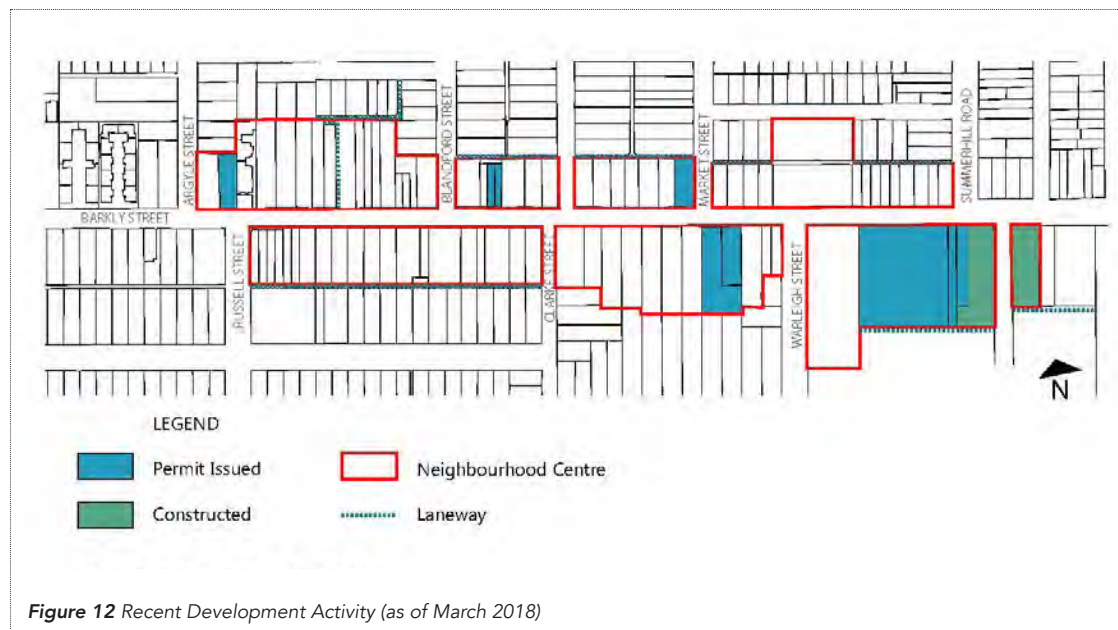 ARGYLE STREET
BLANDFORD STREET
MARKET STREET
SUMMERHILL ROAD
BARKLY STREET
RUSSELL STREET
CLARKE STREET
WARLEIGH STREET
N
LEGEND
Permit Issued
Neighbourhood Centre
Constructed
Laneway
Figure 12 Recent Development Activity (as of March 2018)